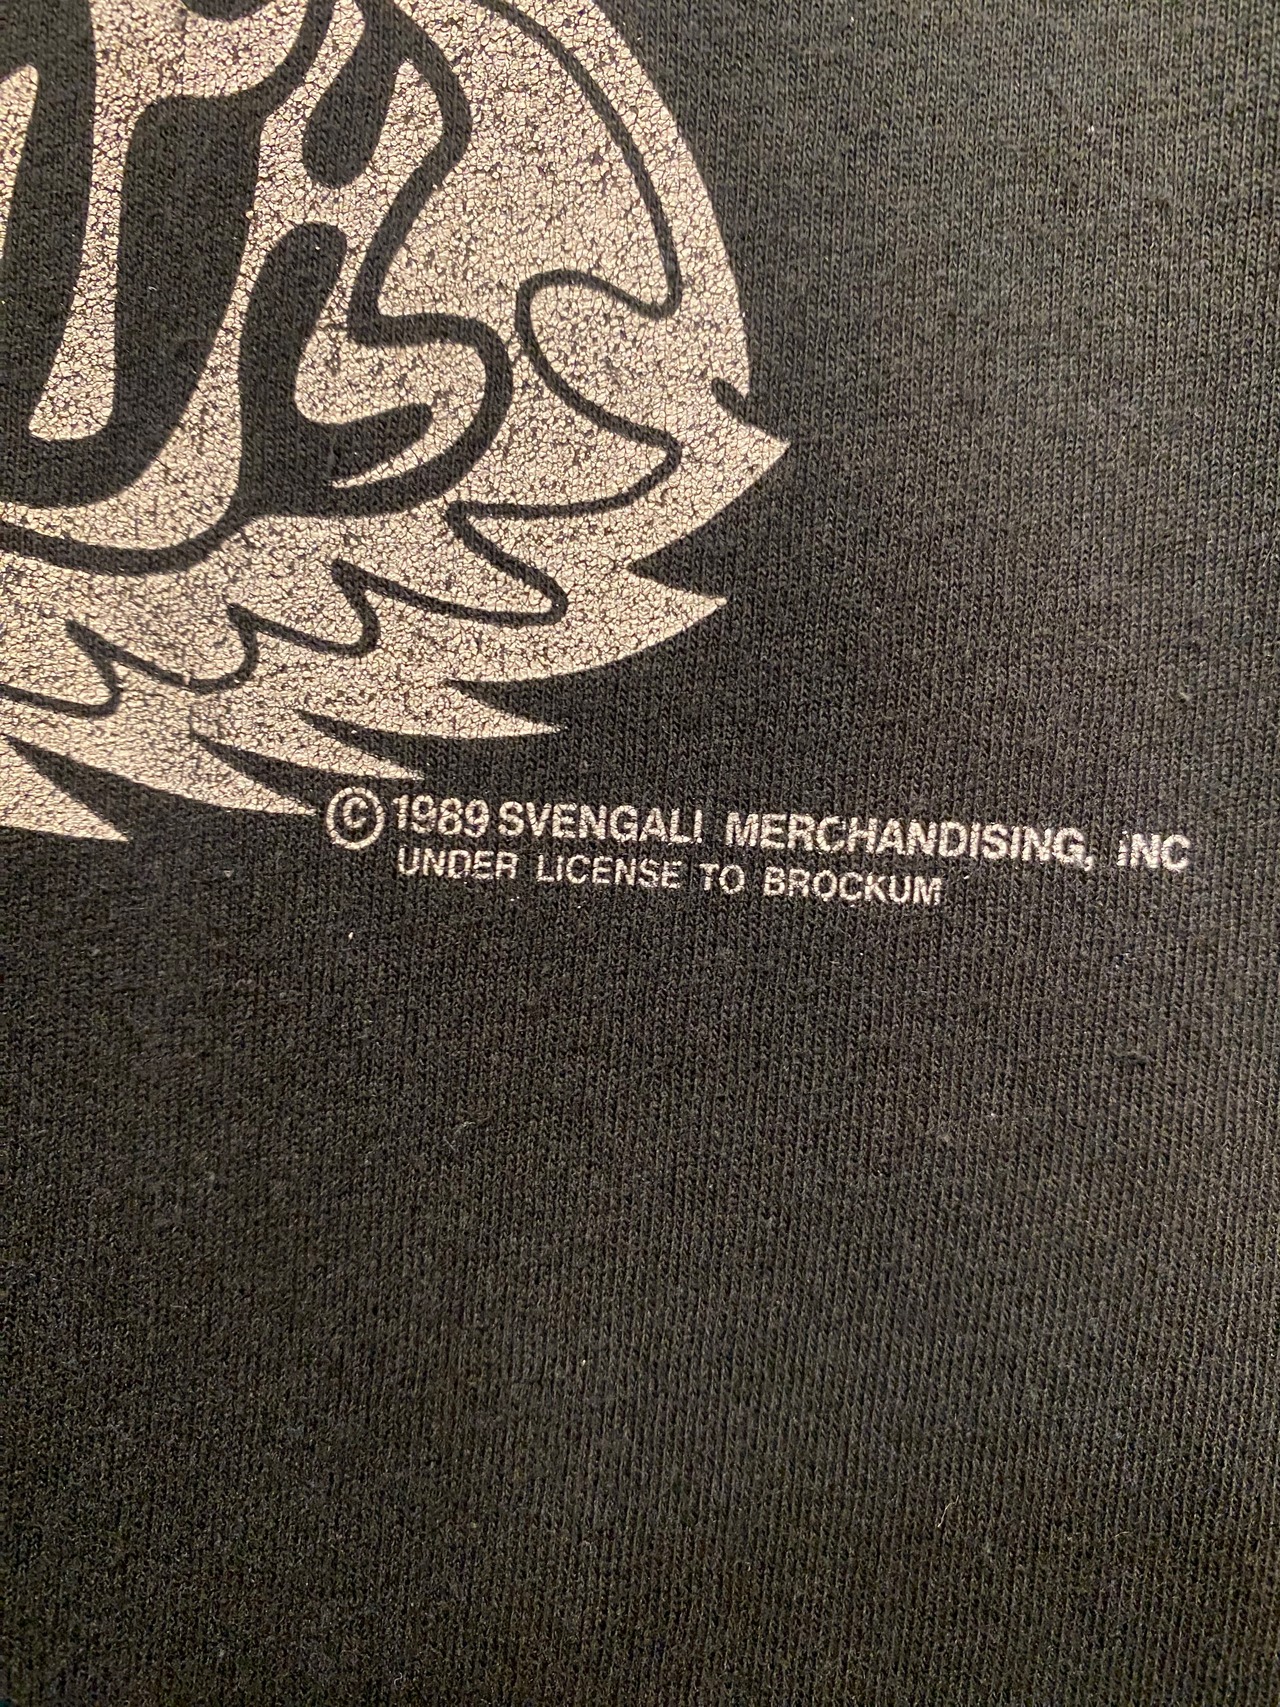 © 1989 SVENGALI MERCHANDISING, INC
UNDER LICENSE TO BROCKUM